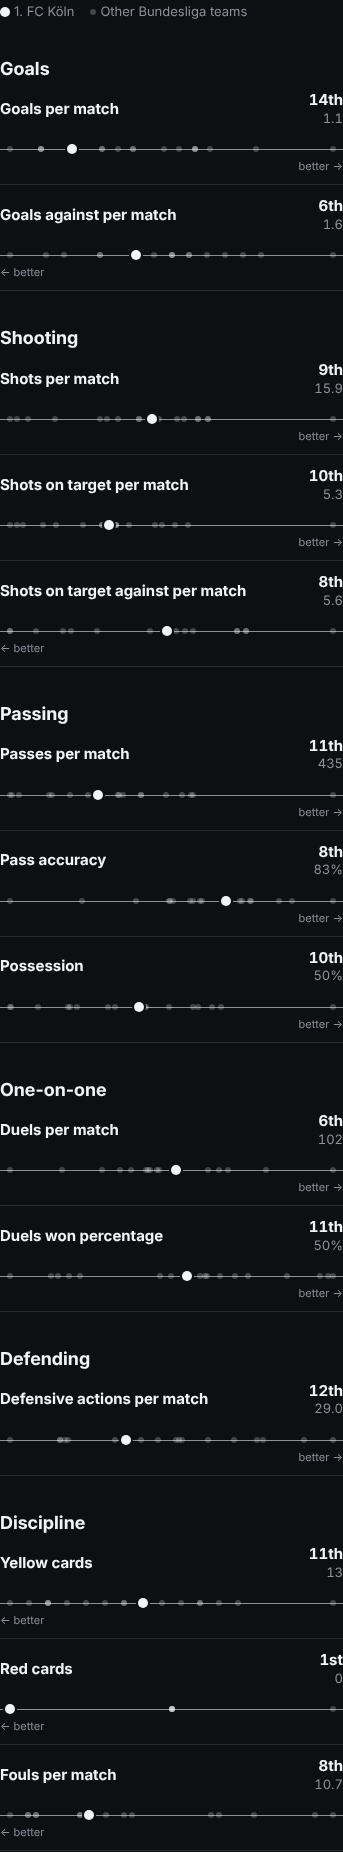 1. FC Köln Other Bundesliga teams
Goals
Goals per match 14th
1.1
better →
Goals against per match 6th
1.6
← better
Shooting
Shots per match 9th
15.9
better →
Shots on target per match 10th
5.3
better →
Shots on target against per match 8th
5.6
← better
Passing
Passes per match 11th
435
better →
Pass accuracy 8th
83%
better →
Possession 10th
50%
better →
One-on-one
Duels per match 6th
102
better →
Duels won percentage 11th
50%
better →
Defending
Defensive actions per match 12th
29.0
better →
Discipline
Yellow cards 11th
13
← better
Red cards 1st
0
← better
Fouls per match 8th
10.7
← better